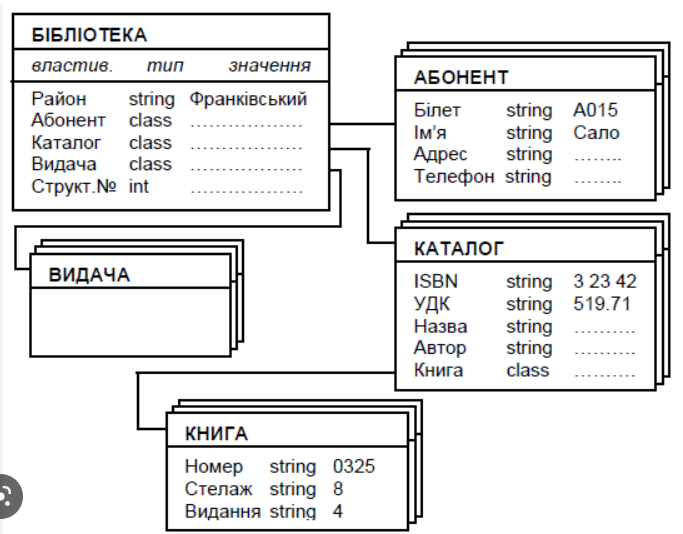 БІБЛІОТЕКА
властив. тип значення
Район string Франківський
Абонент class ..................
Каталог class ..................
Видача class ..................
Структ.№ int ..................
АБОНЕНТ
Білет string А015
Ім'я string Сало
Адрес string ........
Телефон string ........
КАТАЛОГ
ISBN string 3 23 42
УДК string 519.71
Назва string ..........
Автор string ..........
Книга class ..........
ВИДАЧА
КНИГА
Номер string 0325
Стелаж string 8
Видання string 4